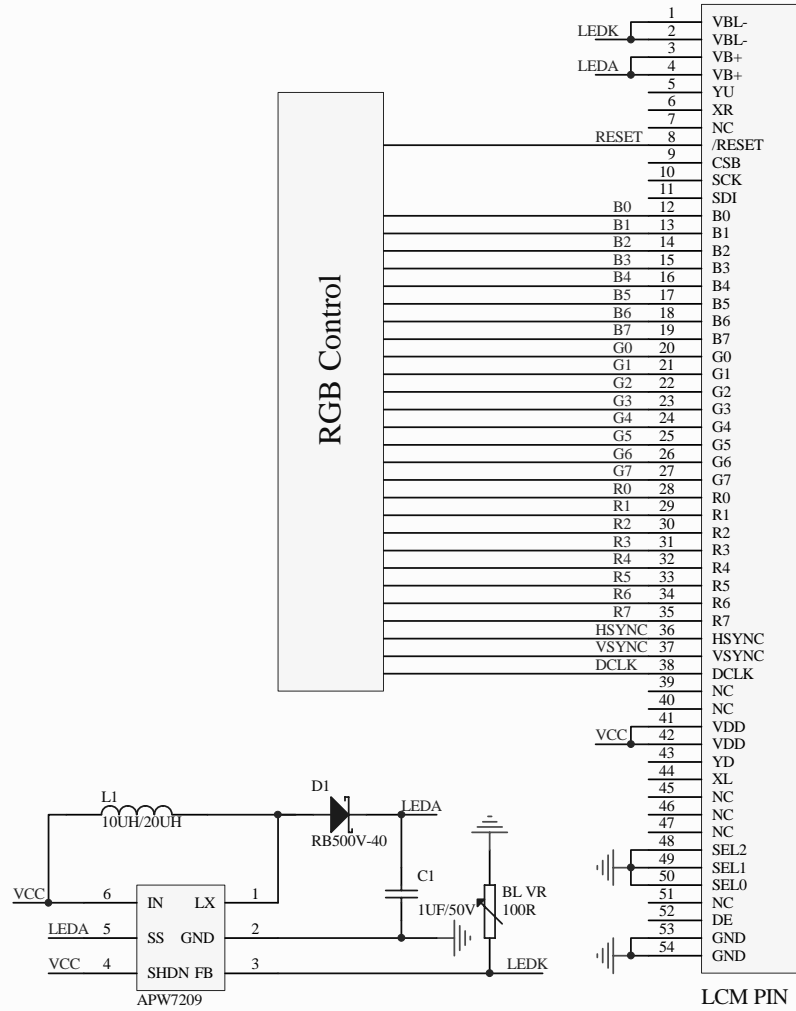 1 VBL-
LEDK 2 VBL-
3 VB+
LEDA 4 VB+
5 YU
6 XR
7 NC
RESET 8 /RESET
9 CSB
10 SCK
11 SDI
B0 12 B0
B1 13 B1
B2 14 B2
B3 15 B3
B4 16 B4
B5 17 B5
B6 18 B6
B7 19 B7
G0 20 G0
G1 21 G1
G2 22 G2
G3 23 G3
G4 24 G4
G5 25 G5
G6 26 G6
G7 27 G7
R0 28 R0
R1 29 R1
R2 30 R2
R3 31 R3
R4 32 R4
R5 33 R5
R6 34 R6
R7 35 R7
HSYNC 36 HSYNC
VSYNC 37 VSYNC
DCLK 38 DCLK
39 NC
40 NC
41 VDD
VCC 42 VDD
43 YD
44 XL
45 NC
46 NC
47 NC
48 SEL2
49 SEL1
50 SEL0
51 NC
52 DE
53 GND
54 GND
LCM PIN
RGB Control
L1
10UH/20UH
D1
RB500V-40
LEDA
C1
1UF/50V
BL VR
100R
VCC 6 IN LX 1
LEDA 5 SS GND 2
VCC 4 SHDN FB 3 LEDK
APW7209